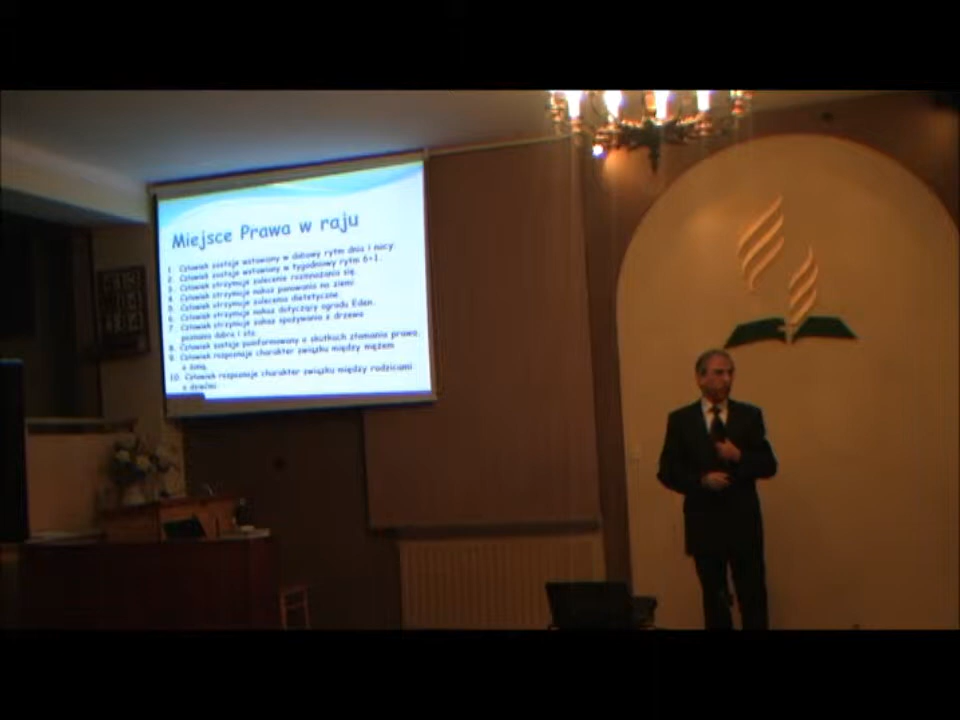 Miejsce Prawa w raju
1. Człowiek zostaje wstawiony w dobowy rytm dnia i nocy.
2. Człowiek zostaje wstawiony w tygodniowy rytm 6+1.
3. Człowiek otrzymuje zalecenie rozmnażania się.
4. Człowiek otrzymuje nakaz panowania na ziemi.
5. Człowiek otrzymuje zalecenia dietetyczne.
6. Człowiek otrzymuje nakaz dotyczący ogrodu Eden.
7. Człowiek otrzymuje zakaz spożywania z drzewa
poznania dobra i zła.
8. Człowiek zostaje poinformowany o skutkach złamania prawa.
9. Człowiek rozpoznaje charakter związku między mężem
a żoną.
10. Człowiek rozpoznaje charakter związku między rodzicami
a dziećmi.